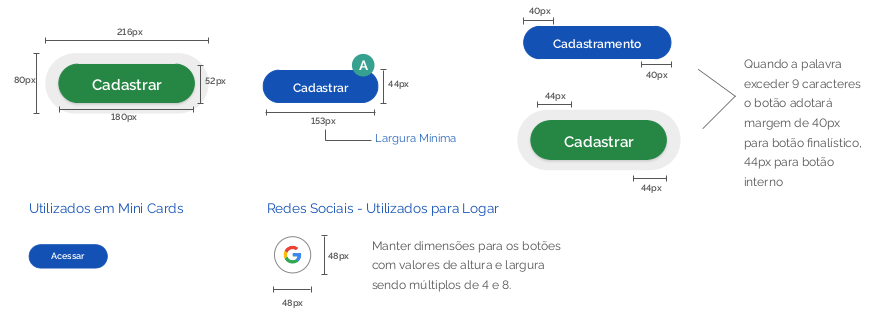 216px
80px
Cadastrar
52px
180px
A
Cadastrar
44px
153px
Largura Mínima
40px
Cadastramento
40px
44px
Cadastrar
44px
Quando a palavra
exceder 9 caracteres
o botão adotará
margem de 40px
para botão finalístico,
44px para botão
interno
Utilizados em Mini Cards
Acessar
Redes Sociais - Utilizados para Logar
G
48px
48px
Manter dimensões para os botões
com valores de altura e largura
sendo múltiplos de 4 e 8.